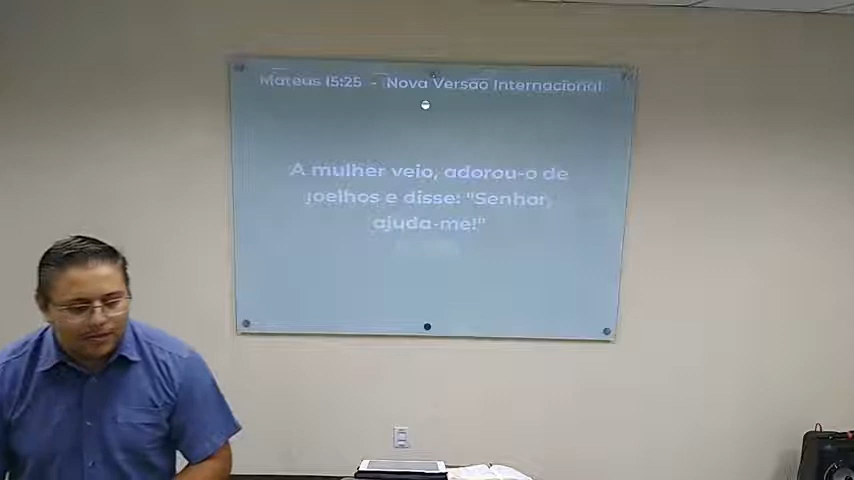 Mateus 15:25 - Nova Versão Internacional
A mulher veio, adorou-o de
joelhos e disse: "Senhor,
ajuda-me!"